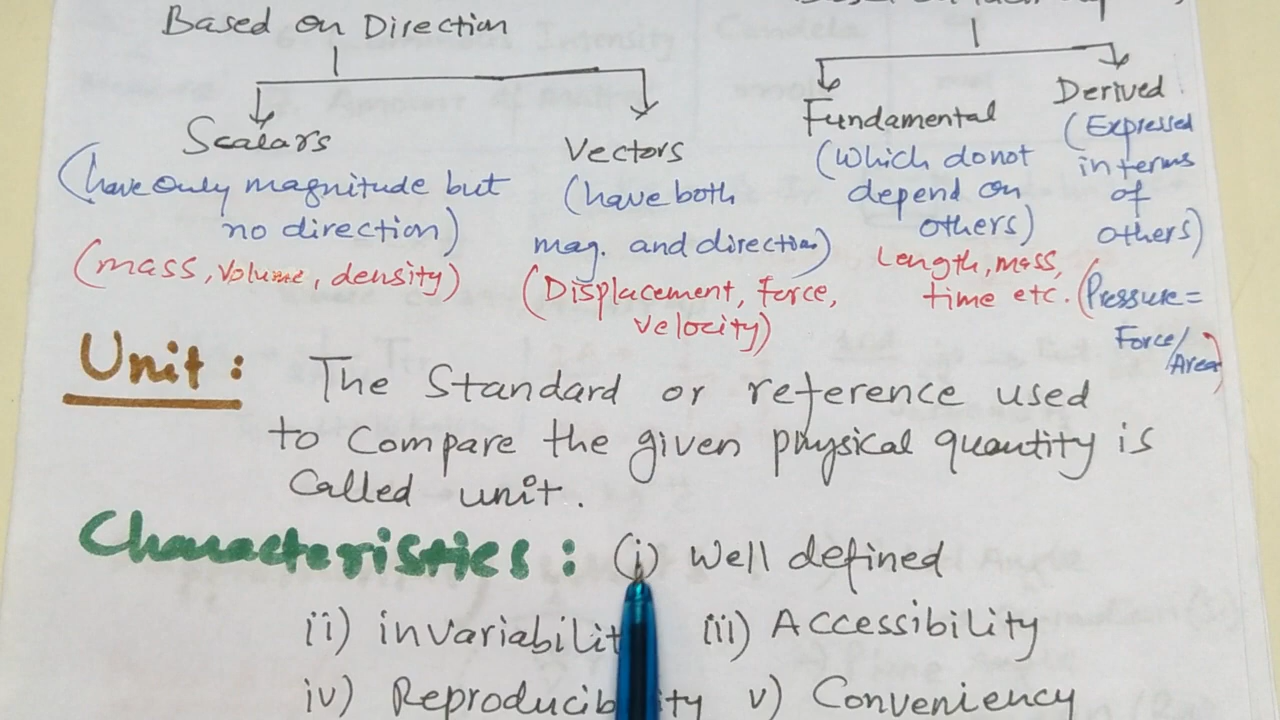 Based on Direction
Scalars
(have only magnitude but
no direction)
(mass, Volume, density)
Vectors
(have both
mag. and direction)
(Displacement, force,
velocity)
Fundamental
(which do not
depend on
others)
Length, mass,
time etc.
Derived
(Expressed
in terms
of
others)
(Pressure =
Force/
Area)
Unit :
The Standard or reference used
to compare the given physical quantity is
Called unit.
Characteristics : (i) Well defined
ii) invariabilit iii) Accessibility
iv) Reproducib ty v) Conveniency